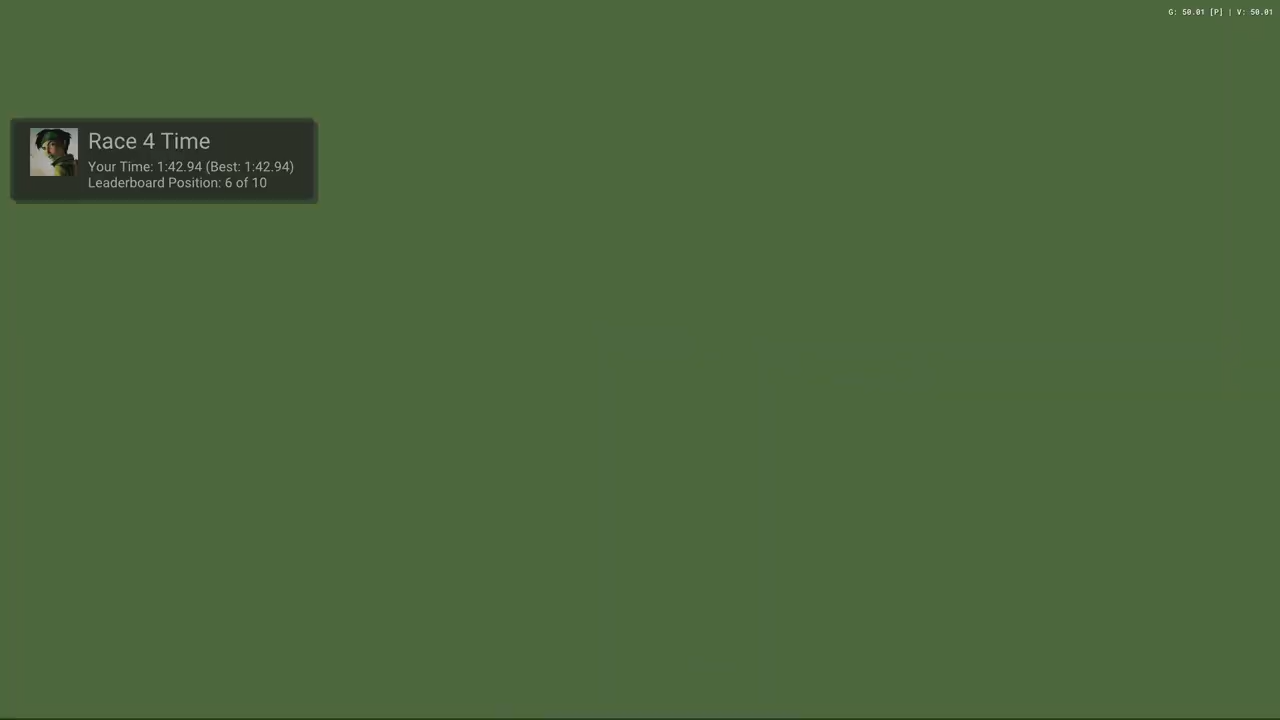 G: 50.01 [P] | V: 50.01
Race 4 Time
Your Time: 1:42.94 (Best: 1:42.94)
Leaderboard Position: 6 of 10